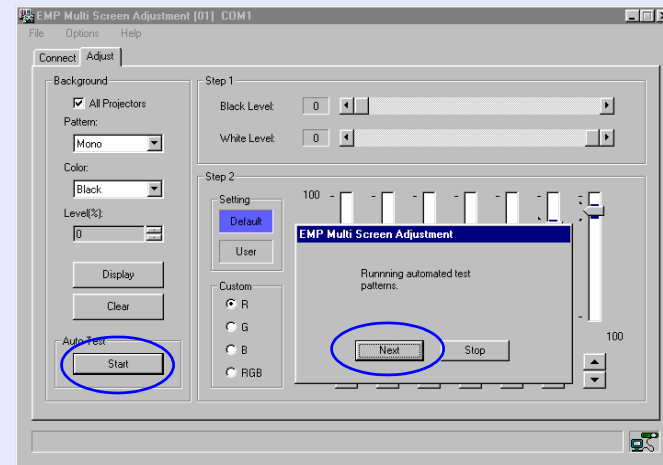 EMP Multi Screen Adjustment [01] COM1
File Options Help
Connect Adjust
Background
All Projectors
Pattern:
Mono
Color:
Black
Level(%):
0
Display
Clear
Auto Test
Start
Step 1
Black Level: 0
White Level: 0
Step 2
Setting
Default
User
Custom
R
G
B
RGB
100
EMP Multi Screen Adjustment
Runnning automated test
patterns.
Next Stop
100